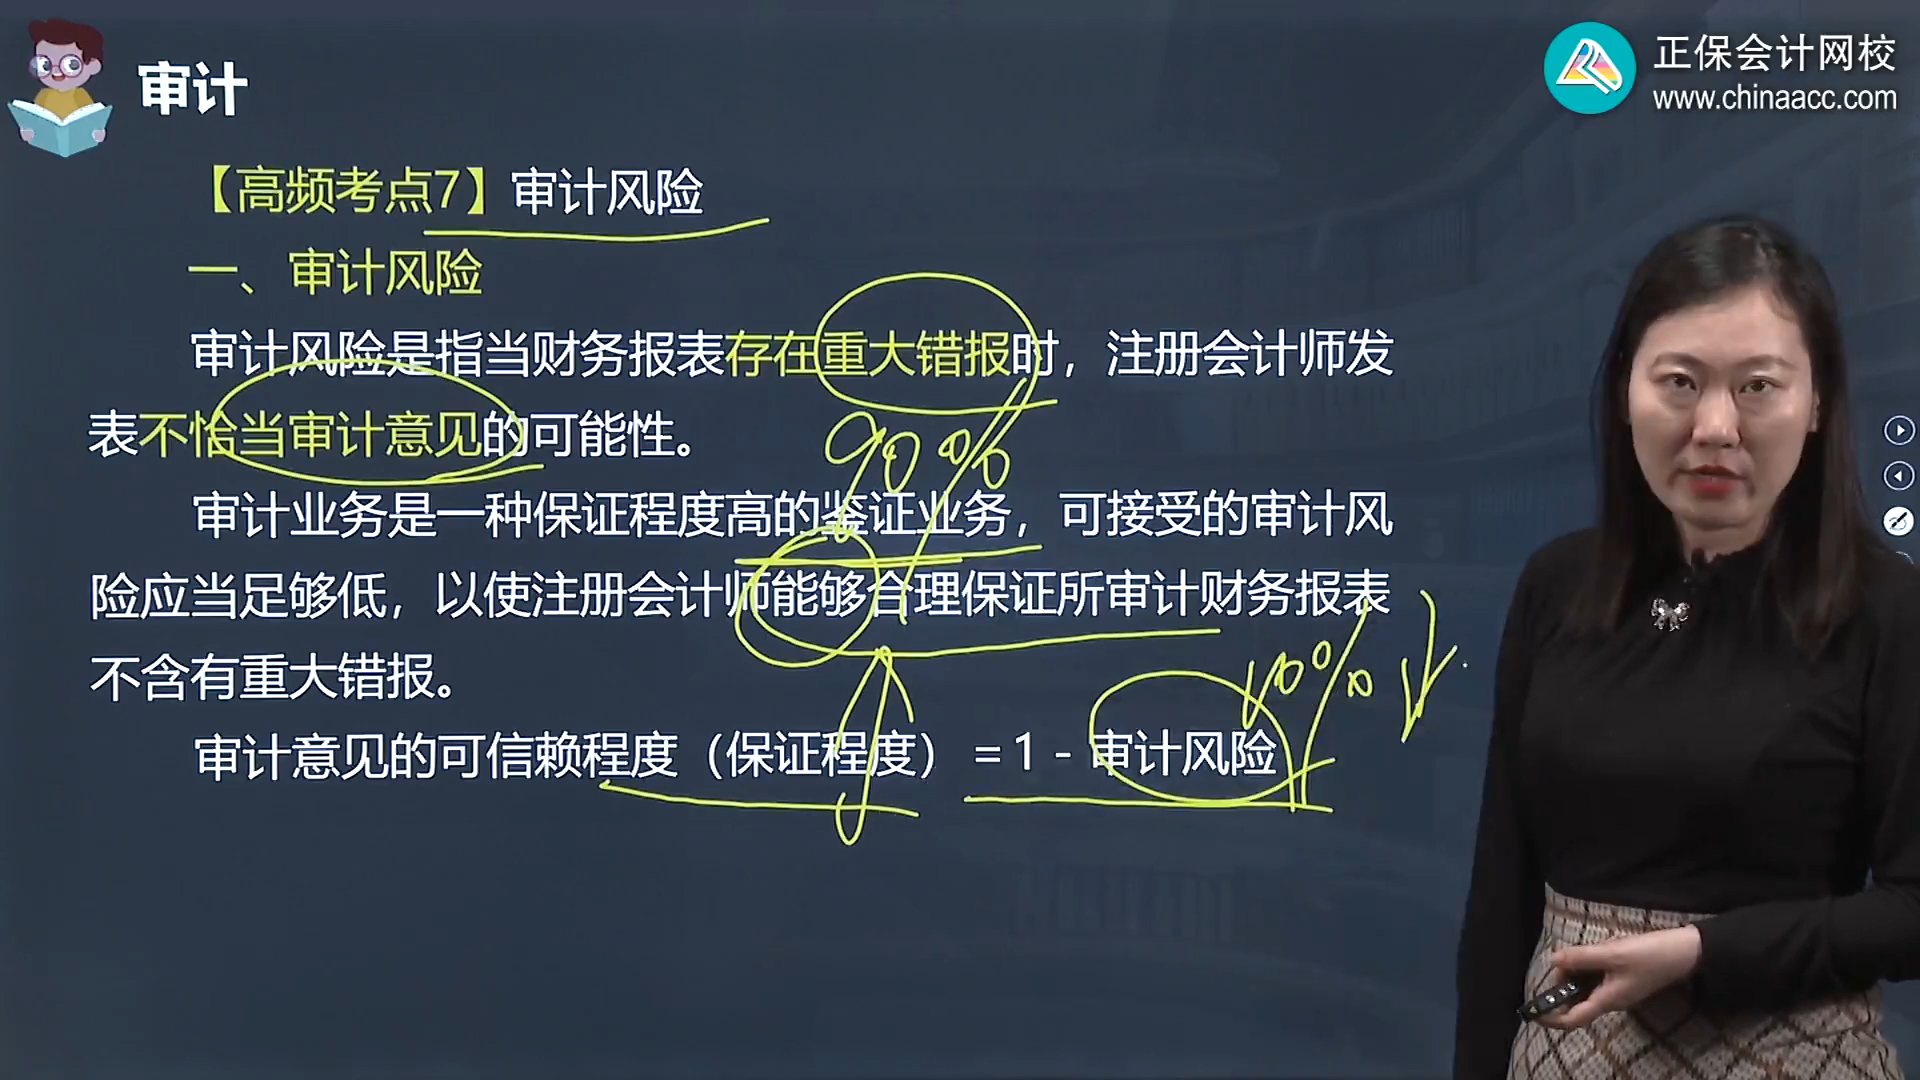 审计
正保会计网校
www.chinaacc.com
【高频考点7】审计风险
一、审计风险
审计风险是指当财务报表存在重大错报时，注册会计师发
表不恰当审计意见的可能性。
90%
审计业务是一种保证程度高的鉴证业务，可接受的审计风
险应当足够低，以使注册会计师能够合理保证所审计财务报表
不含有重大错报。
10%
审计意见的可信赖程度（保证程度）=1-审计风险